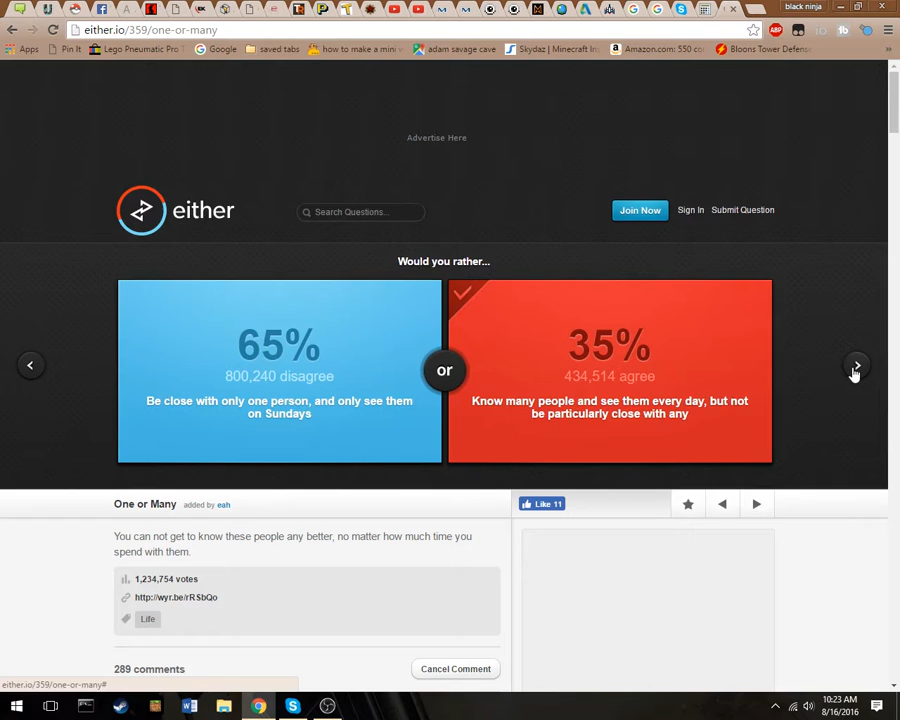 black ninja
either.io/359/one-or-many
ABP
Apps
Pin It
Lego Pneumatic Pro T
Google
saved tabs
how to make a mini v
adam savage cave
Skydaz | Minecraft In
Amazon.com: 550 co
Bloons Tower Defens
Advertise Here
either
Search Questions...
Join Now
Sign In
Submit Question
Would you rather...
65%
800,240 disagree
Be close with only one person, and only see them
on Sundays
or
35%
434,514 agree
Know many people and see them every day, but not
be particularly close with any
One or Many added by eah
Like 11
You can not get to know these people any better, no matter how much time you
spend with them.
1,234,754 votes
http://wyr.be/rRSbQo
Life
289 comments
Cancel Comment
either.io/359/one-or-many#
10:23 AM
8/16/2016